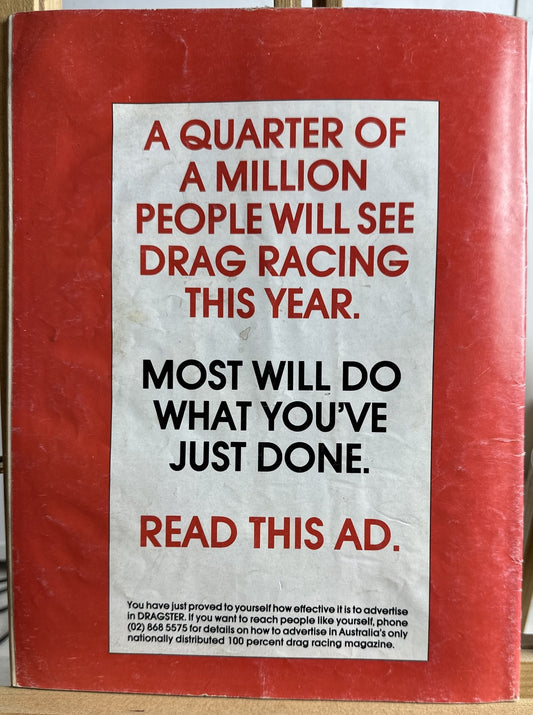 A QUARTER OF
A MILLION
PEOPLE WILL SEE
DRAG RACING
THIS YEAR.
MOST WILL DO
WHAT YOU'VE
JUST DONE.
READ THIS AD.
You have just proved to yourself how effective it is to advertise
in DRAGSTER. If you want to reach people like yourself, phone
(02) 868 5575 for details on how to advertise in Australia's only
nationally distributed 100 percent drag racing magazine.